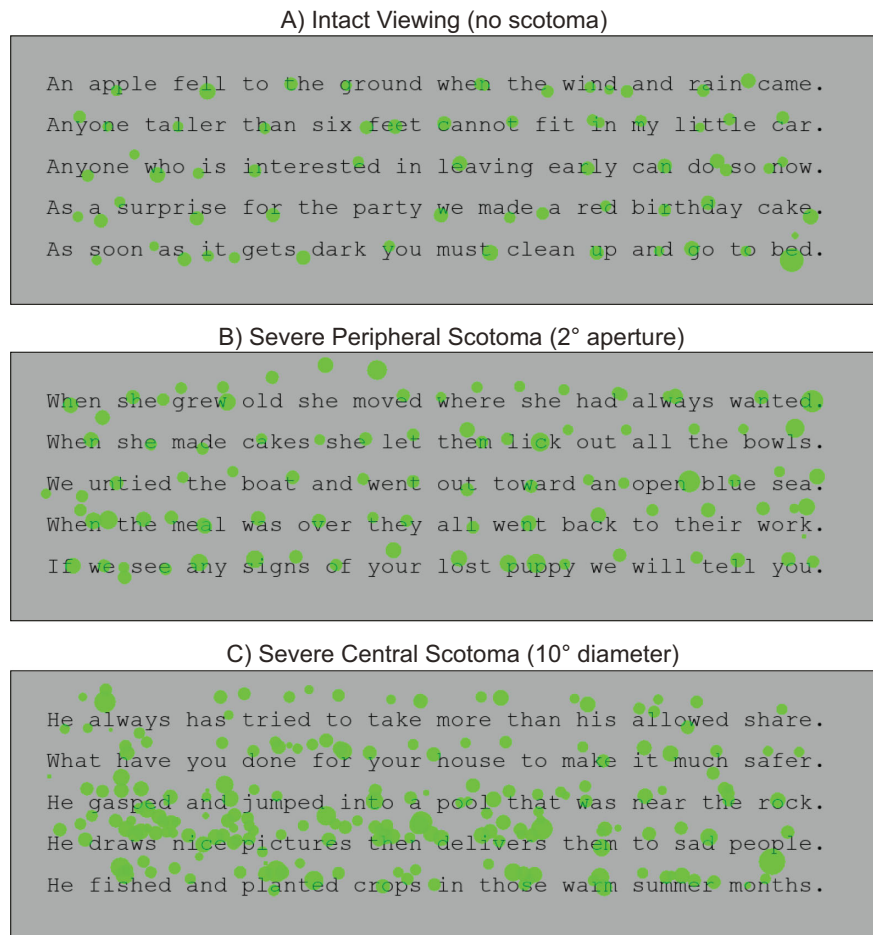 A) Intact Viewing (no scotoma)
An apple fell to the ground when the wind and rain came.
Anyone taller than six feet cannot fit in my little car.
Anyone who is interested in leaving early can do so now.
As a surprise for the party we made a red birthday cake.
As soon as it gets dark you must clean up and go to bed.
B) Severe Peripheral Scotoma (2° aperture)
When she grew old she moved where she had always wanted.
When she made cakes she let them lick out all the bowls.
We untied the boat and went out toward an open blue sea.
When the meal was over they all went back to their work.
If we see any signs of your lost puppy we will tell you.
C) Severe Central Scotoma (10° diameter)
He always has tried to take more than his allowed share.
What have you done for your house to make it much safer.
He gasped and jumped into a pool that was near the rock.
He draws nice pictures then delivers them to sad people.
He fished and planted crops in those warm summer months.